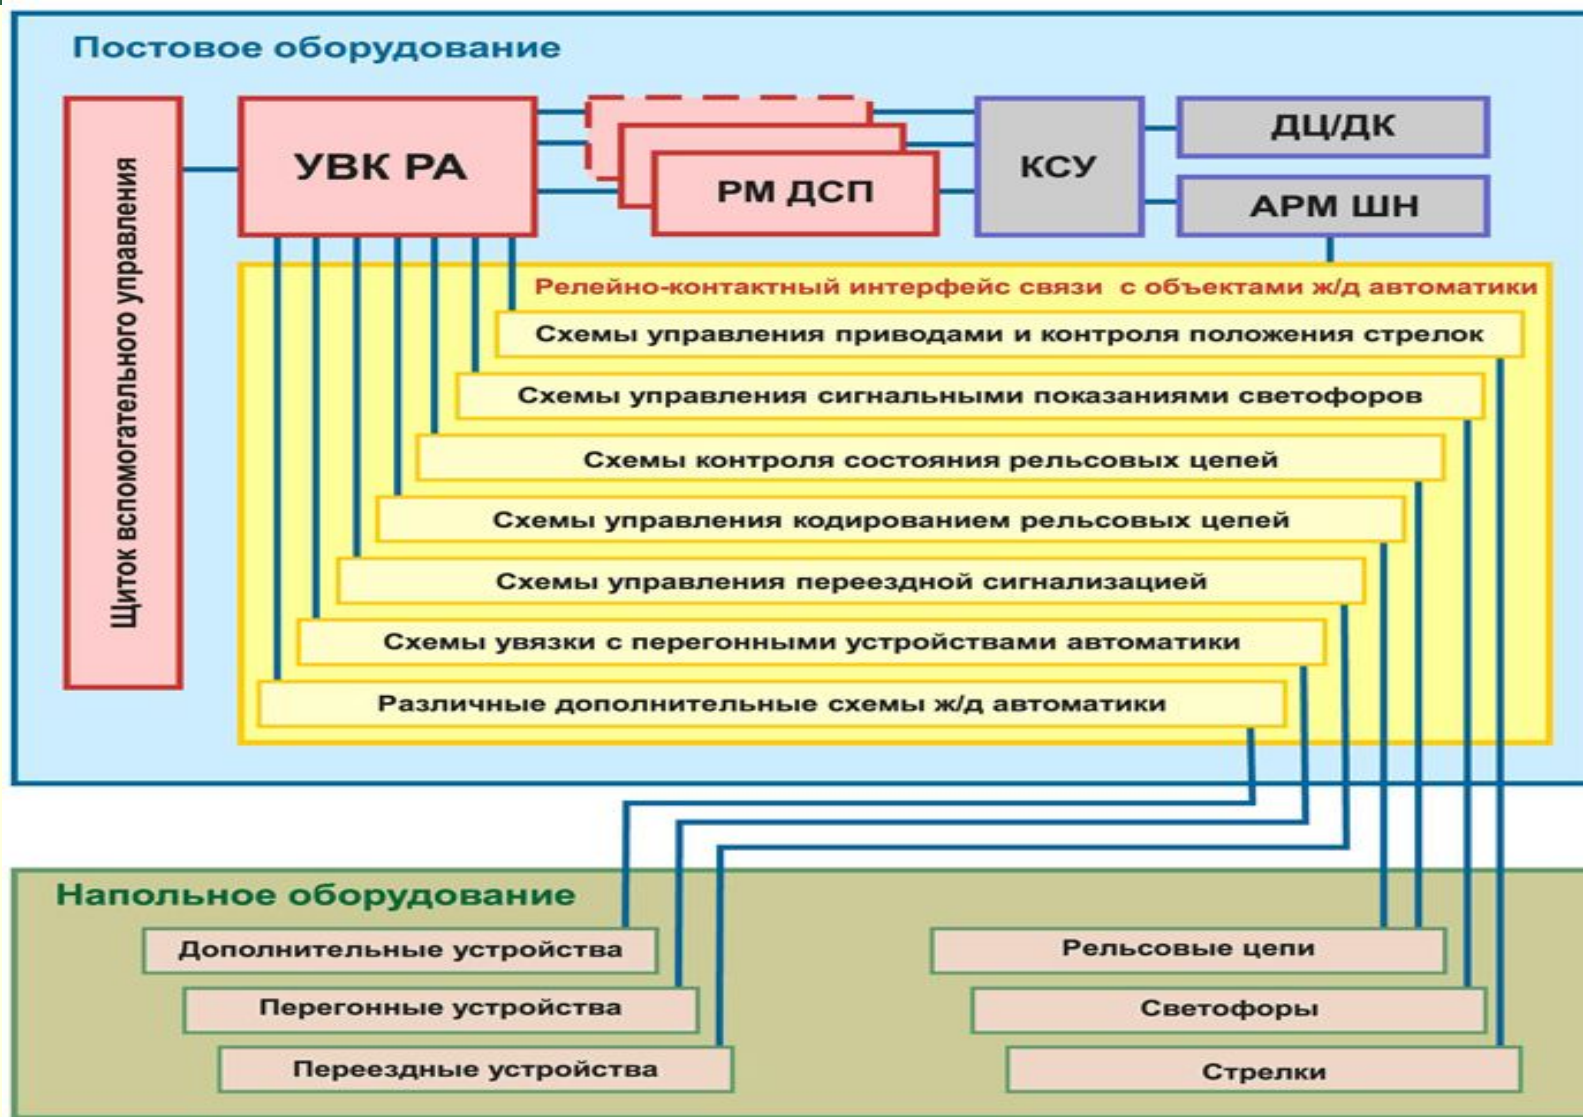 Постовое оборудование
Щиток вспомогательного управления
УВК РА
РМ ДСП
КСУ
ДЦ/ДК
АРМ ШН
Релейно-контактный интерфейс связи с объектами ж/д автоматики
Схемы управления приводами и контроля положения стрелок
Схемы управления сигнальными показаниями светофоров
Схемы контроля состояния рельсовых цепей
Схемы управления кодированием рельсовых цепей
Схемы управления переездной сигнализацией
Схемы увязки с перегонными устройствами автоматики
Различные дополнительные схемы ж/д автоматики
Напольное оборудование
Дополнительные устройства
Перегонные устройства
Переездные устройства
Рельсовые цепи
Светофоры
Стрелки